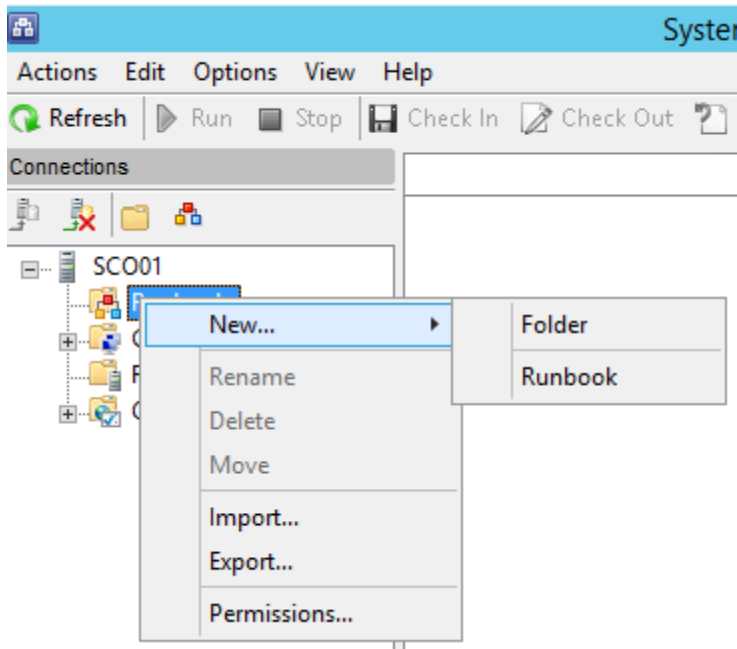 System
Actions Edit Options View Help
Refresh Run Stop Check In Check Out
Connections
SCO01
New...
Folder
Rename
Runbook
Delete
Move
Import...
Export...
Permissions...